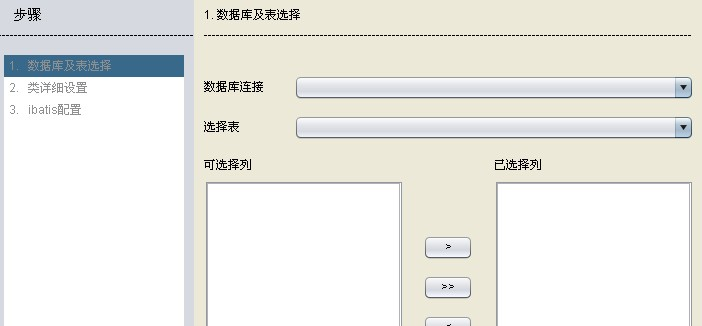 步骤
1. 数据库及表选择
2. 类详细设置
3. ibatis配置
1. 数据库及表选择
数据库连接
选择表
可选择列
已选择列
>
>>